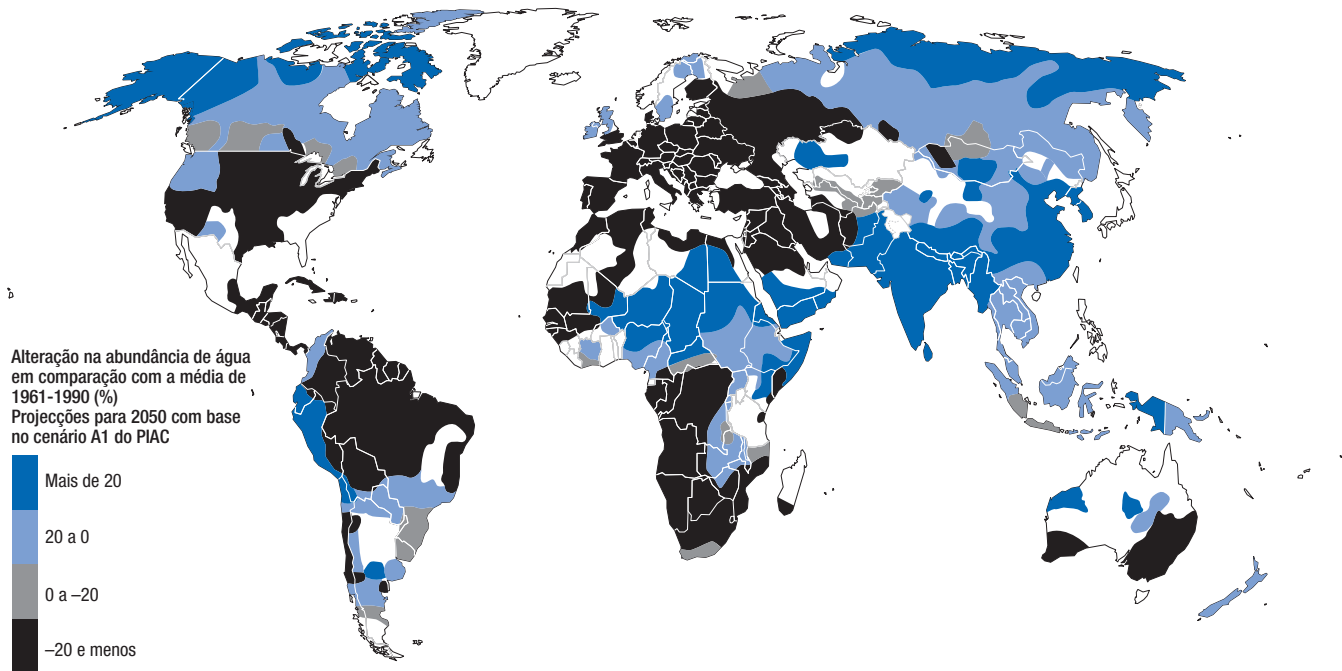 Alteração na abundância de água
em comparação com a média de
1961-1990 (%)
Projecções para 2050 com base
no cenário A1 do PIAC
Mais de 20
20 a 0
0 a –20
–20 e menos